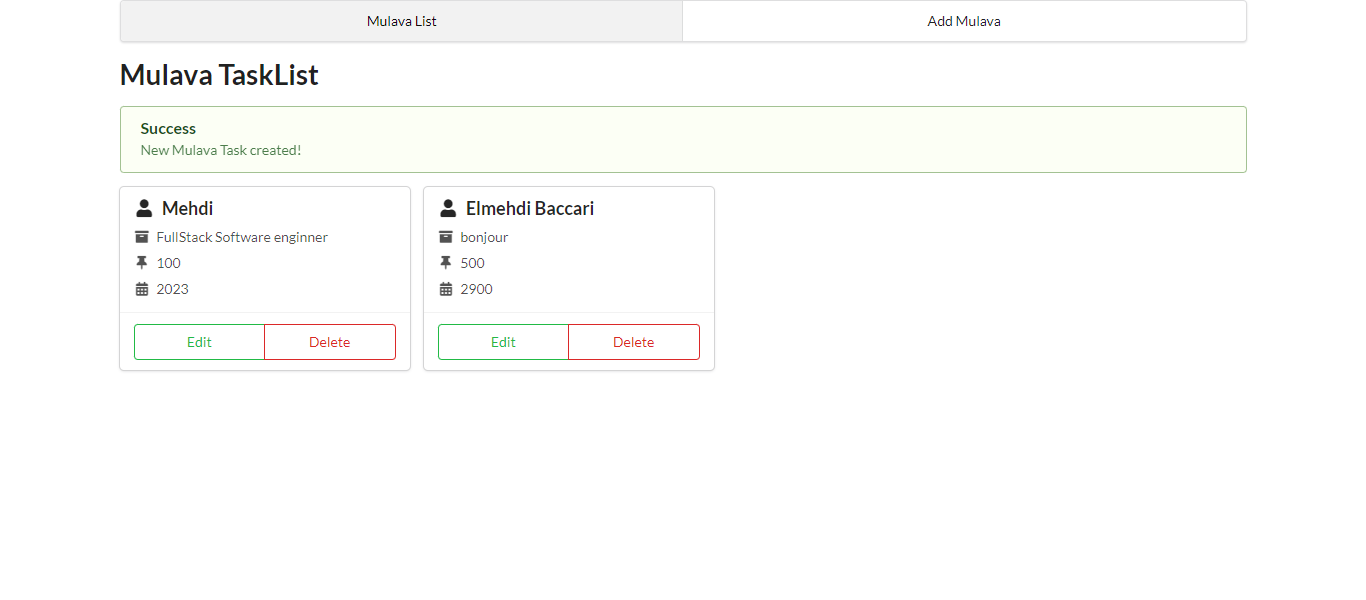 Mulava List
Add Mulava
Mulava TaskList
Success
New Mulava Task created!
Mehdi
FullStack Software enginner
100
2023
Edit
Delete
Elmehdi Baccari
bonjour
500
2900
Edit
Delete